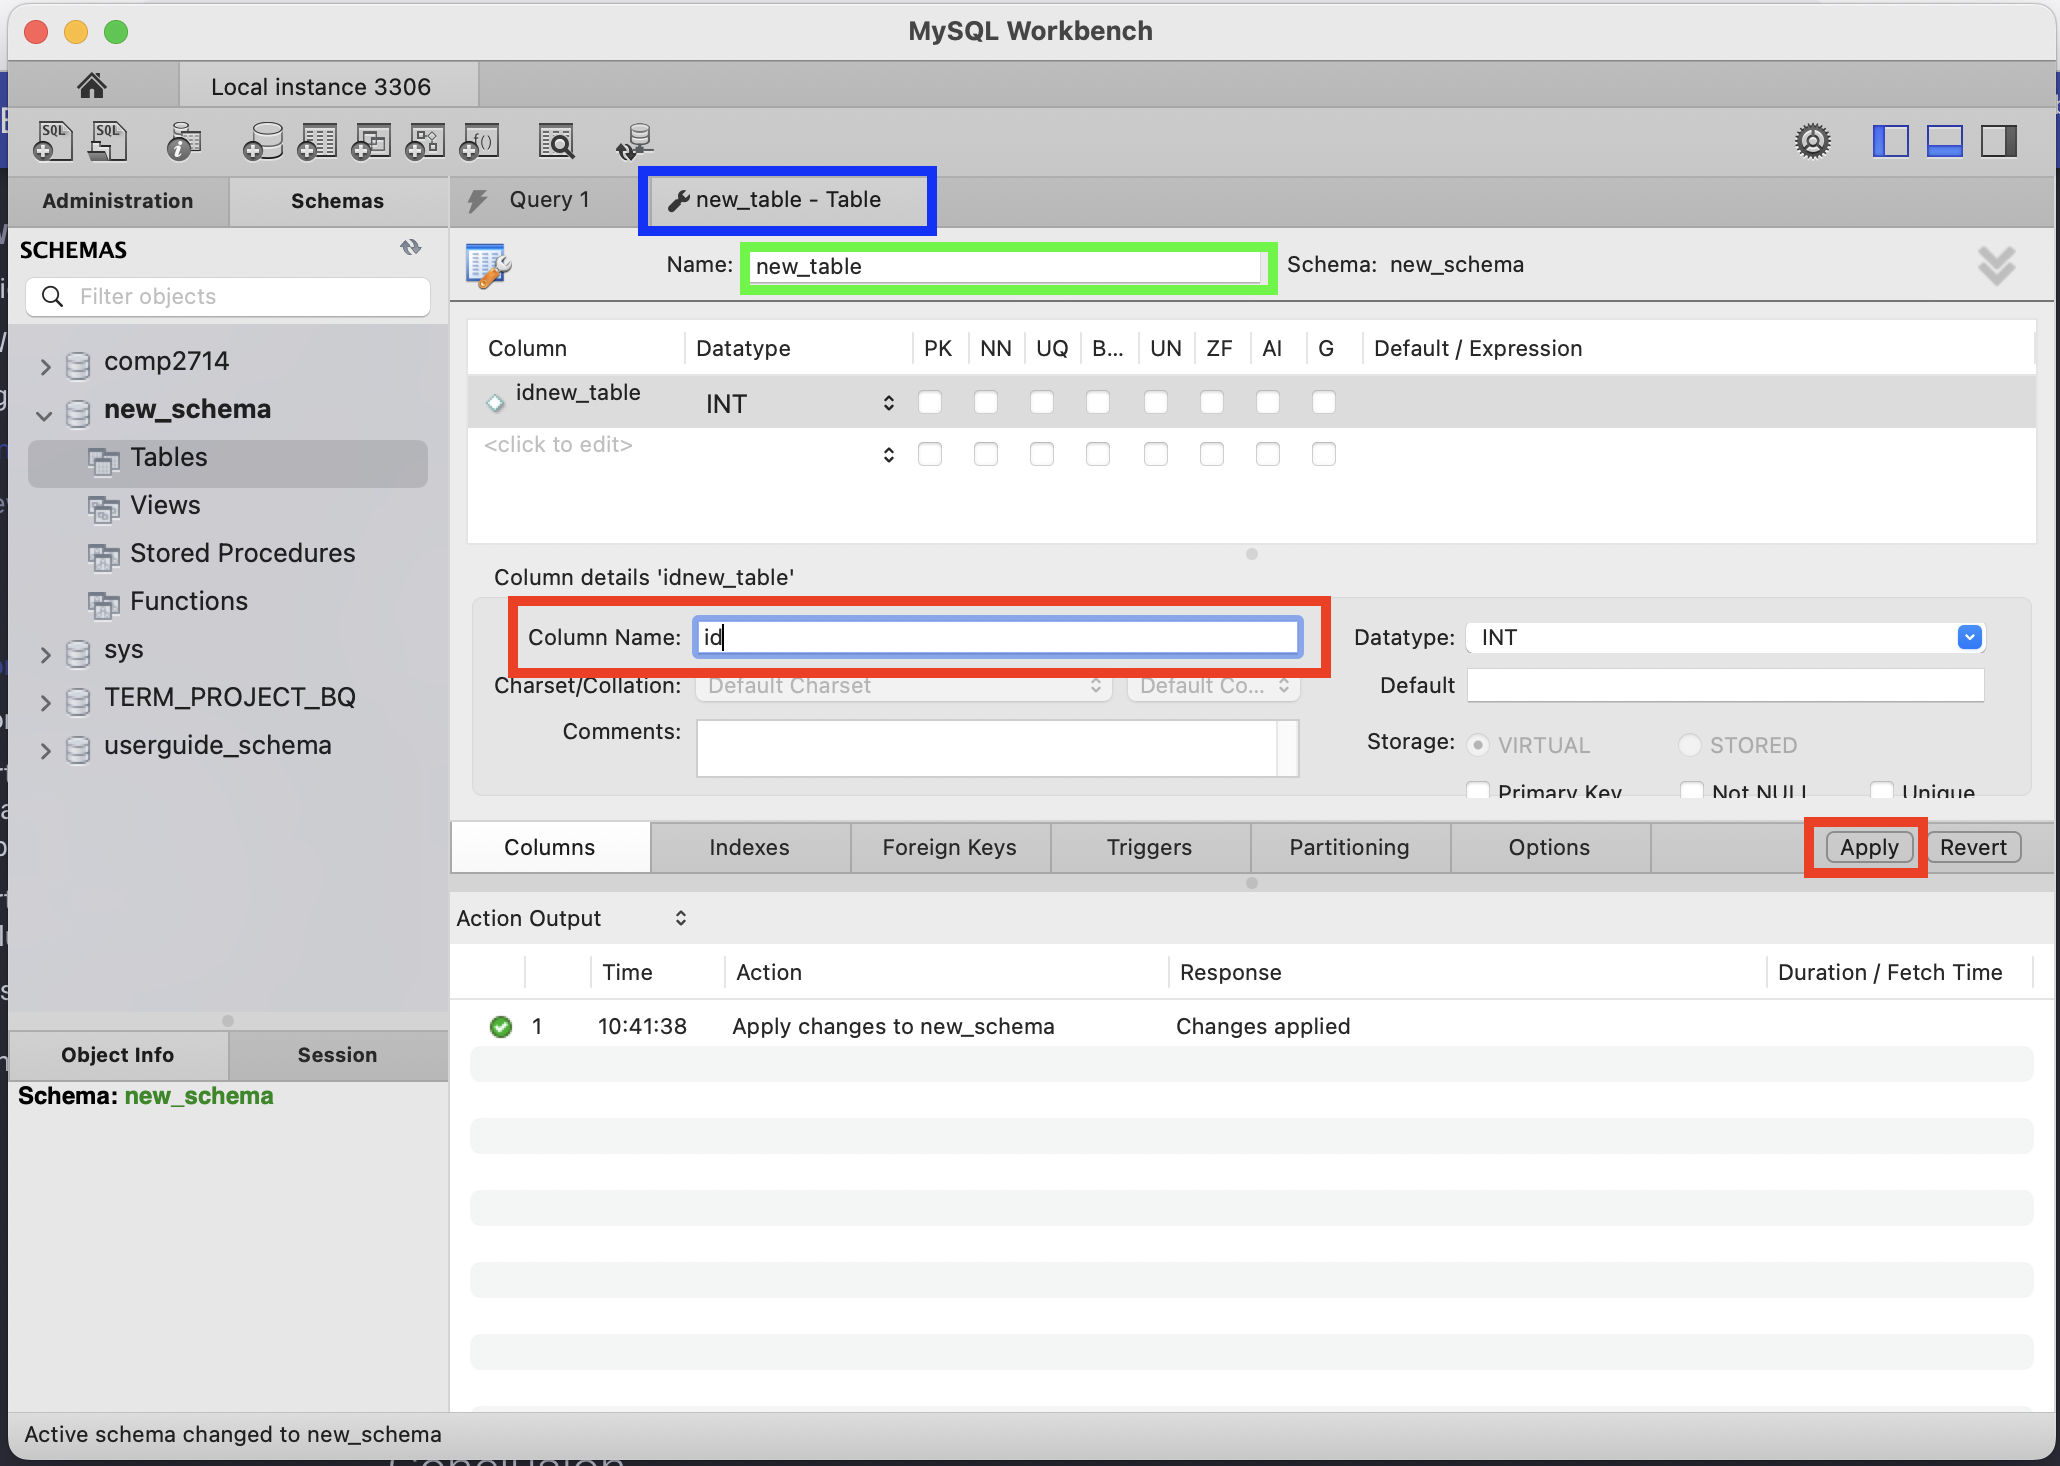 MySQL Workbench
Local instance 3306
Administration
Schemas
Query 1
new_table - Table
SCHEMAS
Filter objects
comp2714
new_schema
Tables
Views
Stored Procedures
Functions
sys
TERM_PROJECT_BQ
userguide_schema
Object Info
Session
Schema: new_schema
Name: new_table
Schema: new_schema
Column Datatype PK NN UQ B... UN ZF AI G Default / Expression
idnew_table INT
<click to edit>
Column details 'idnew_table'
Column Name: id
Datatype: INT
Charset/Collation: Default Charset Default Co...
Default
Comments:
Storage: VIRTUAL STORED
Primary Key Not NULL Unique
Columns Indexes Foreign Keys Triggers Partitioning Options Apply Revert
Action Output
Time Action Response Duration / Fetch Time
1 10:41:38 Apply changes to new_schema Changes applied
Active schema changed to new_schema
Conclusion